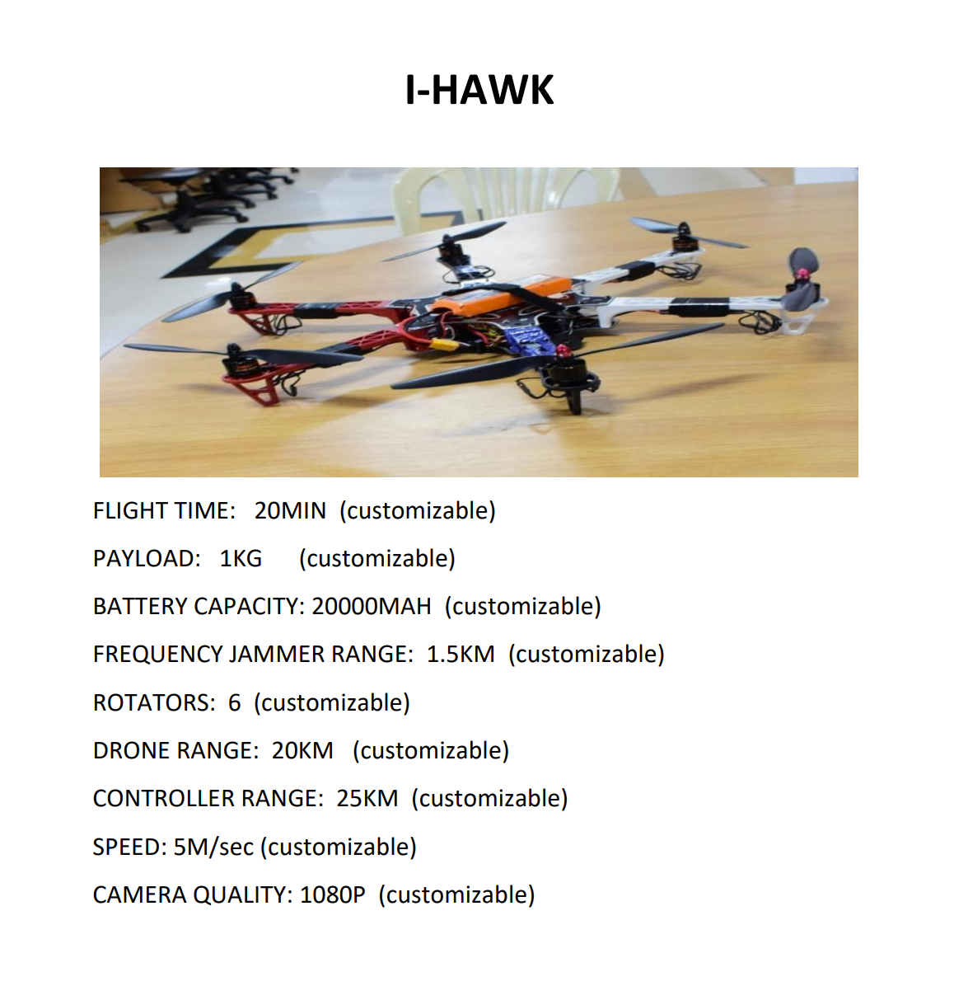 I-HAWK
FLIGHT TIME: 20MIN (customizable)
PAYLOAD: 1KG (customizable)
BATTERY CAPACITY: 20000MAH (customizable)
FREQUENCY JAMMER RANGE: 1.5KM (customizable)
ROTATORS: 6 (customizable)
DRONE RANGE: 20KM (customizable)
CONTROLLER RANGE: 25KM (customizable)
SPEED: 5M/sec (customizable)
CAMERA QUALITY: 1080P (customizable)